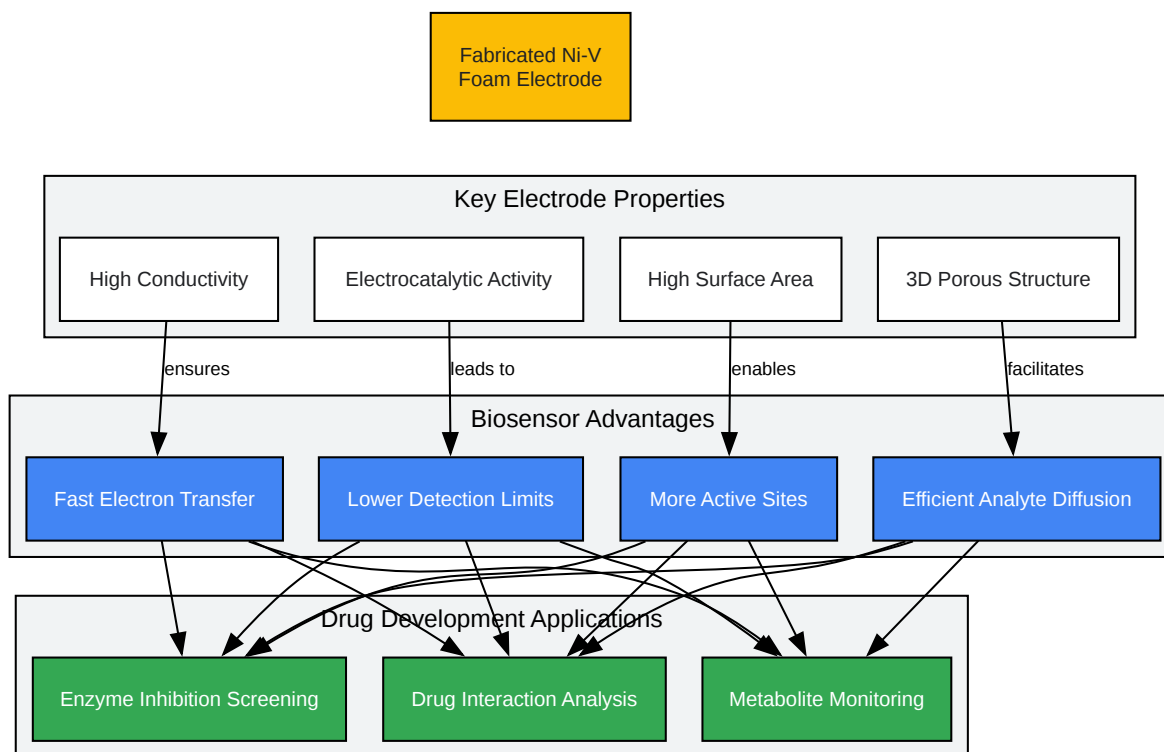 Fabricated Ni-V
Foam Electrode
Key Electrode Properties
High Conductivity
Electrocatalytic Activity
High Surface Area
3D Porous Structure
ensures
leads to
enables
facilitates
Biosensor Advantages
Fast Electron Transfer
Lower Detection Limits
More Active Sites
Efficient Analyte Diffusion
Drug Development Applications
Enzyme Inhibition Screening
Drug Interaction Analysis
Metabolite Monitoring